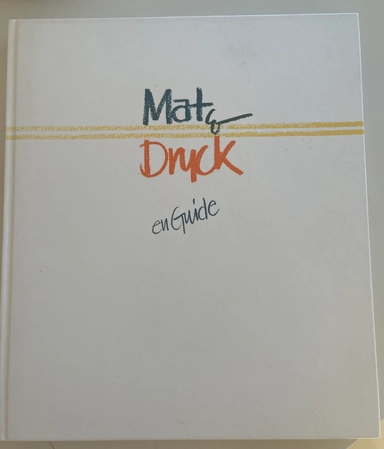 Mat &
Dryck
en Guide